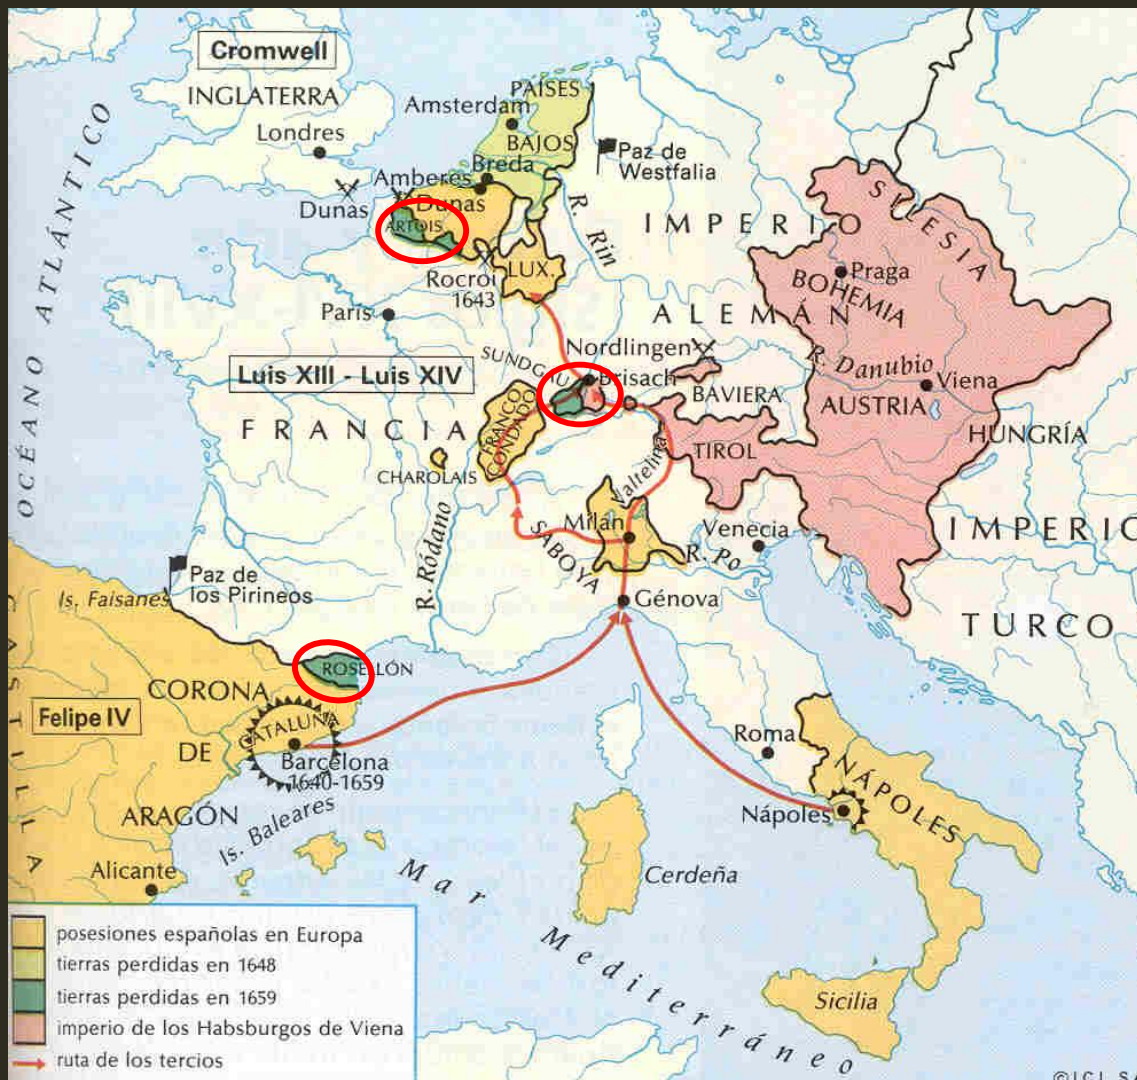 Cromwell
INGLATERRA
Londres
Dunas
OCÉANO ATLÁNTICO
PAÍSES
BAJOS
Amsterdam
Breda
Amberes
Dunas
ARTOIS
Rocroi
1643
LUX.
R. Rin
Paz de
Westfalia
IMPERIO
ALEMÁN
SILESIA
Praga
BOHEMIA
París
Luis XIII - Luis XIV
FRANCIA
SUNDGAU
Nordlingen
Brisach
BAVIERA
R. Danubio
Viena
AUSTRIA
HUNGRÍA
FRANCO
CONDADO
CHAROLAIS
TIROL
Valtelina
Milán
SABOYA
Venecia
R. Po
R. Ródano
Génova
IMPERIO
TURCO
Paz de
los Pirineos
Is. Faisanes
ROSELLÓN
CASTILLA
CORONA
DE
ARAGÓN
Felipe IV
CATALUÑA
Barcelona
1640-1659
Is. Baleares
Alicante
Roma
Nápoles
NÁPOLES
Cerdeña
Sicilia
Mar
Mediterráneo
posesiones españolas en Europa
tierras perdidas en 1648
tierras perdidas en 1659
imperio de los Habsburgos de Viena
ruta de los tercios